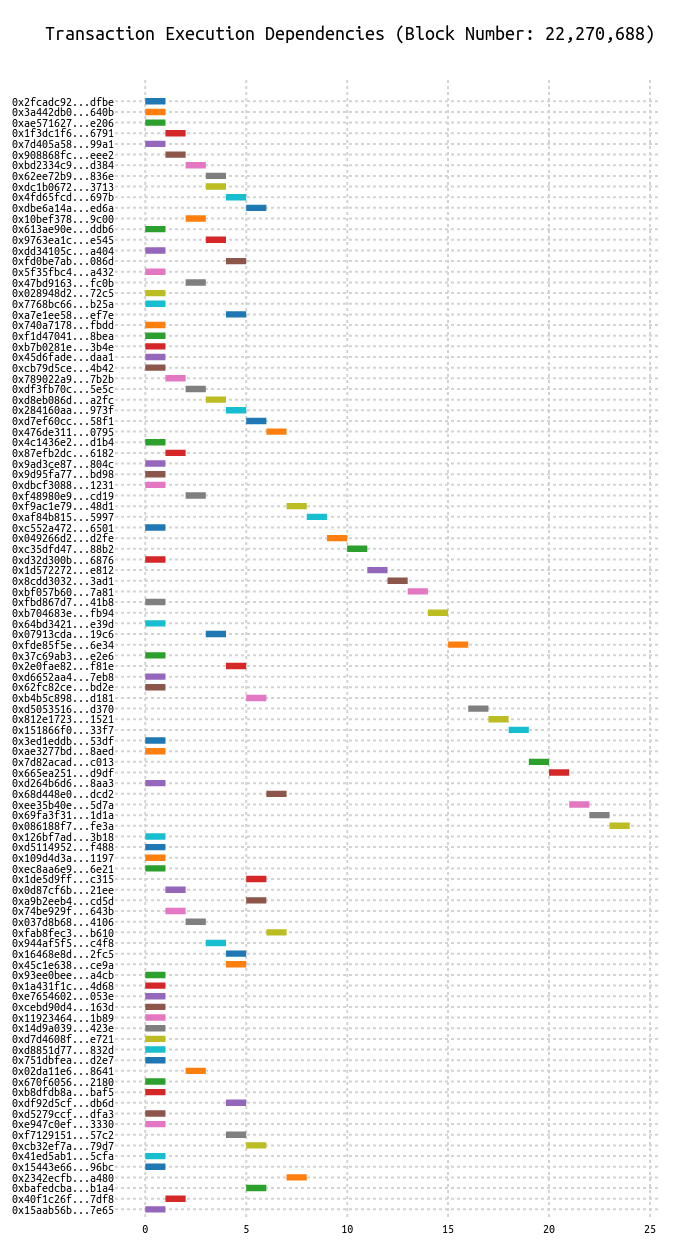 Transaction Execution Dependencies (Block Number: 22,270,688)
0x2fcadc92...dfbe
0x3a442db0...640b
0xae571627...e206
0x1f3dc1f6...6791
0x7d405a58...99a1
0x908868fc...eee2
0xbd2334c9...d384
0x62ee72b9...836e
0xdc1b0672...3713
0x4fd65fcd...697b
0xdbe6a14a...ed6a
0x10bef378...9c00
0x613ae90e...ddb6
0x9763ea1c...e545
0xdd34105c...a404
0xfd0be7ab...086d
0x5f35fbc4...a432
0x47bd9163...fc0b
0x028948d2...72c5
0x7768bc66...b25a
0xa7e1ee58...ef7e
0x740a7178...fbdd
0xf1d47041...8bea
0xb7b0281e...3b4e
0x45d6fade...daa1
0xcb79d5ce...4b42
0x789022a9...7b2b
0xdf3fb70c...5e5c
0xd8eb086d...a2fc
0x284160aa...973f
0xd7ef60cc...58f1
0x476de311...0795
0x4c1436e2...d1b4
0x87efb2dc...6182
0x9ad3ce87...804c
0x9d95fa77...bd98
0xdbcf3088...1231
0xf48980e9...cd19
0xf9ac1e79...48d1
0xaf84b815...5997
0xc552a472...6501
0x049266d2...d2fe
0xc35dfd47...88b2
0xd32d300b...6876
0x1d572272...e812
0x8cdd3032...3ad1
0xbf057b60...7a81
0xfbd867d7...41b8
0xb704683e...fb94
0x64bd3421...e39d
0x07913cda...19c6
0xfde85f5e...6e34
0x37c69ab3...e2e6
0x2e0fae82...f81e
0xd6652aa4...7eb8
0x62fc82ce...bd2e
0xb4b5c898...d181
0xd5053516...d370
0x812e1723...1521
0x151866f0...33f7
0x3ed1eddb...53df
0xae3277bd...8aed
0x7d82acad...c013
0x665ea251...d9df
0xd264b6d6...8aa3
0x68d448e0...dcd2
0xee35b40e...5d7a
0x69fa3f31...1d1a
0x086188f7...fe3a
0x126bf7ad...3b18
0xd5114952...f488
0x109d4d3a...1197
0xec8aa6e9...6e21
0x1de5d9ff...c315
0x0d87cf6b...21ee
0xa9b2eeb4...cd5d
0x74be929f...643b
0x037d8b68...4106
0xfab8fec3...b610
0x944af5f5...c4f8
0x16468e8d...2fc5
0x45c1e638...ce9a
0x93ee0bee...a4cb
0x1a431f1c...4d68
0xe7654602...053e
0xcebd90d4...163d
0x11923464...1b89
0x14d9a039...423e
0xd7d4608f...e721
0xd8851d77...832d
0x751dbfea...d2e7
0x02da11e6...8641
0x670f6056...2180
0xb8dfdb8a...baf5
0xdf92d5cf...db6d
0xd5279ccf...dfa3
0xe947c0ef...3330
0xf7129151...57c2
0xcb32ef7a...79d7
0x41ed5ab1...5cfa
0x15443e66...96bc
0x2342ecfb...a480
0xbafedcba...b1a4
0x40f1c26f...7df8
0x15aab56b...7e65
0 5 10 15 20 25